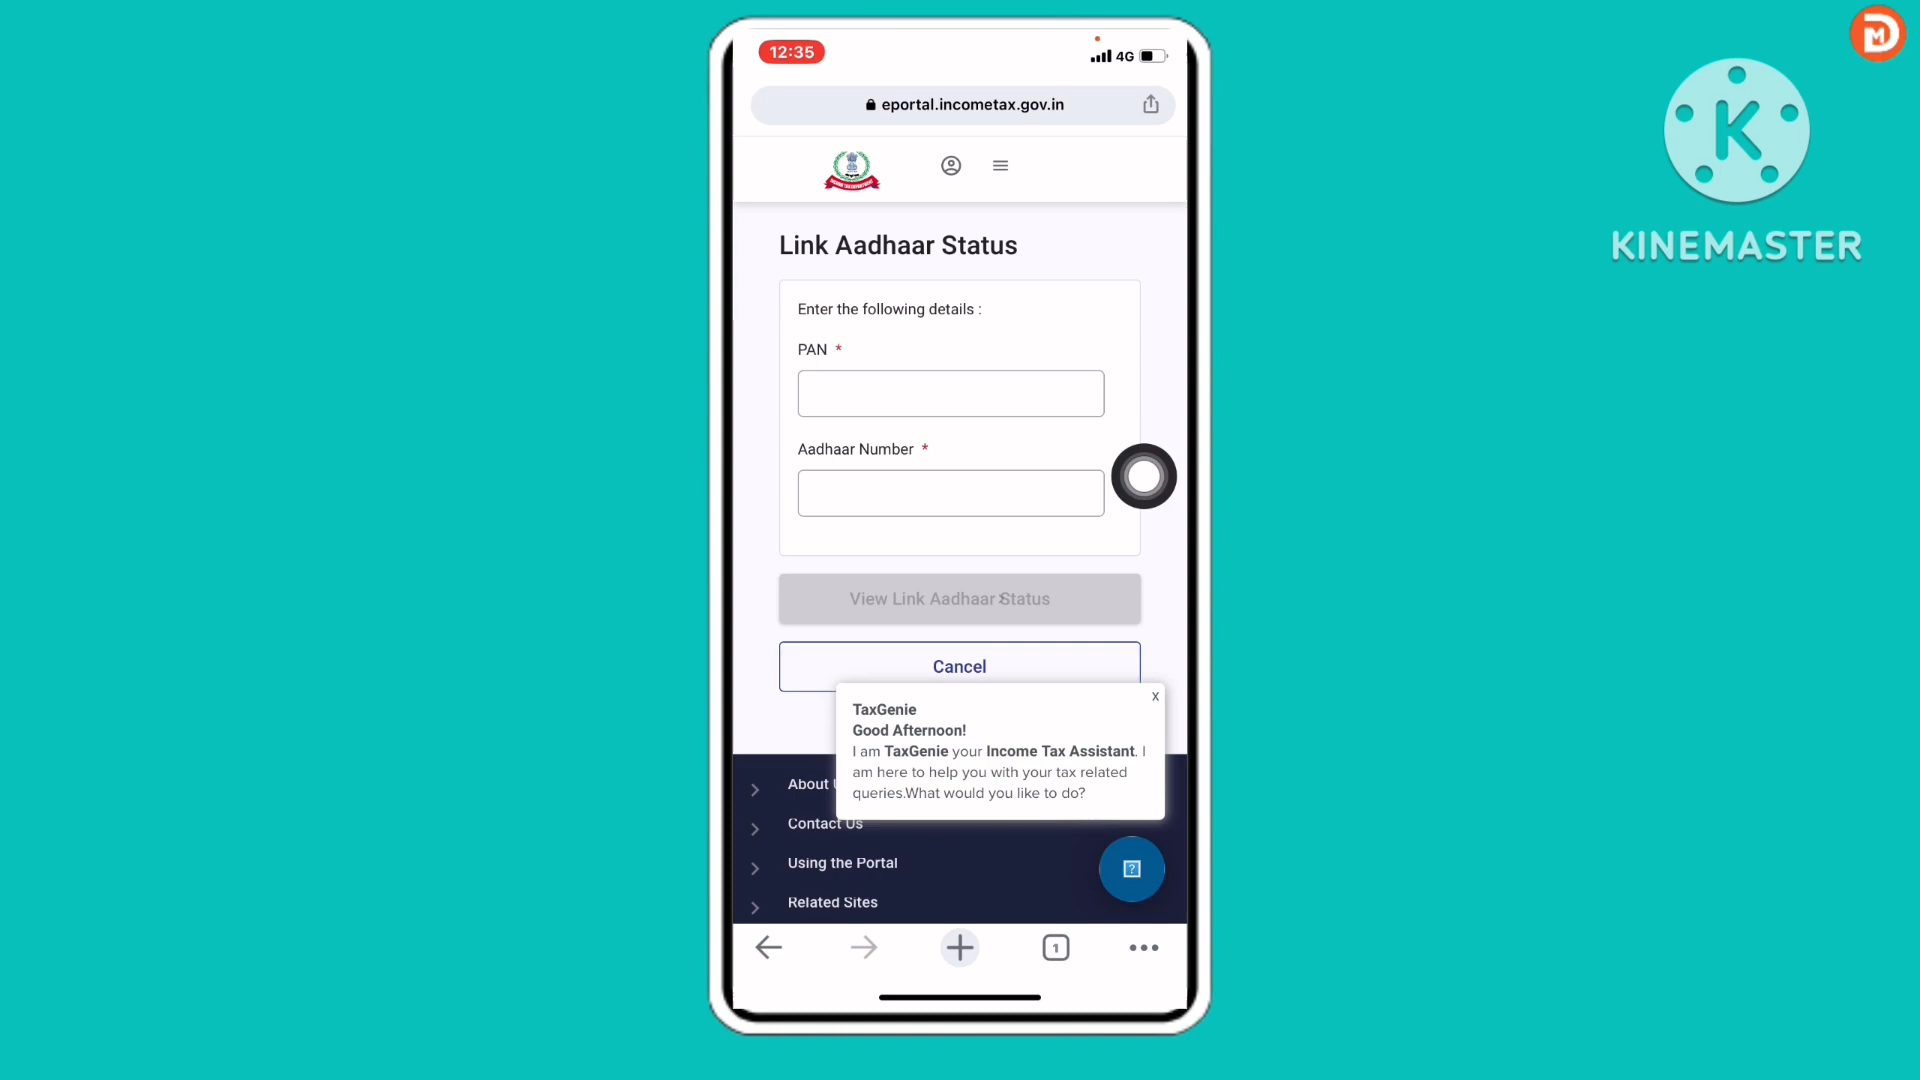 12:35
4G
eportal.incometax.gov.in
Link Aadhaar Status
Enter the following details :
PAN *
Aadhaar Number *
View Link Aadhaar Status
Cancel
x
TaxGenie
Good Afternoon!
I am TaxGenie your Income Tax Assistant. I
am here to help you with your tax related
queries.What would you like to do?
About
Contact Us
Using the Portal
Related Sites
?
1
D
M
K
KINEMASTER